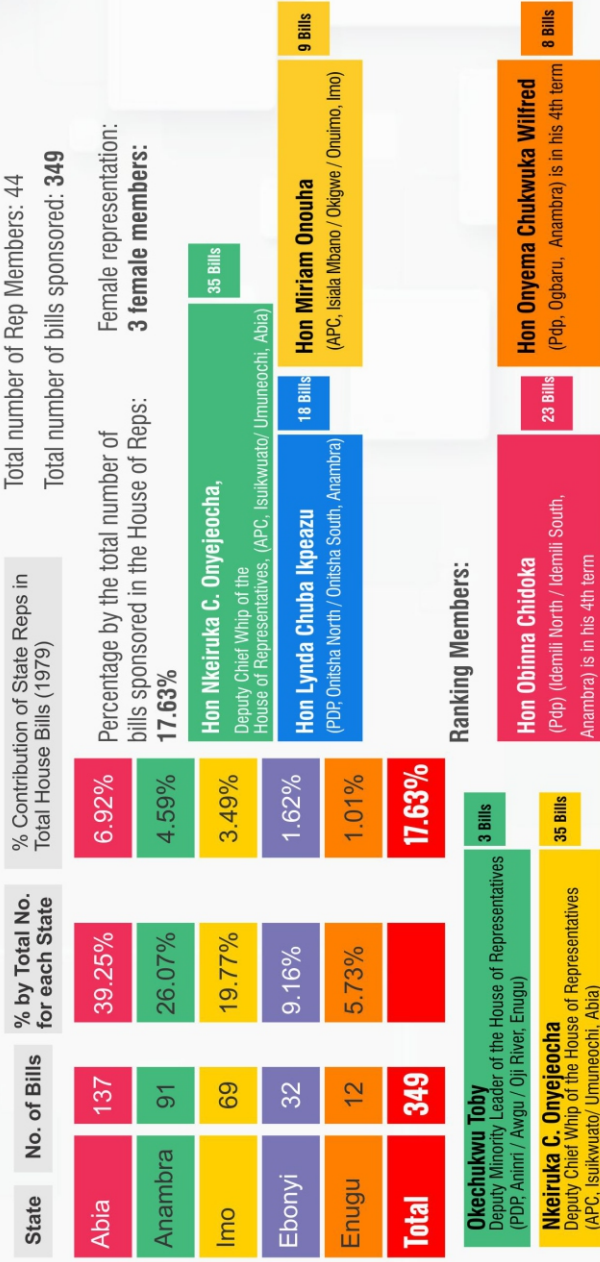 Total number of Rep Members: 44
Total number of bills sponsored: 349
State No. of Bills % by Total No. for each State % Contribution of State Reps in Total House Bills (1979)
Abia 137 39.25% 6.92%
Anambra 91 26.07% 4.59%
Imo 69 19.77% 3.49%
Ebonyi 32 9.16% 1.62%
Enugu 12 5.73% 1.01%
Total 349 17.63%
Percentage by the total number of
bills sponsored in the House of Reps:
17.63%
Female representation:
3 female members:
Hon Nkeiruka C. Onyejeocha,
Deputy Chief Whip of the
House of Representatives, (APC, Isuikwuato/ Umuneochi, Abia)
35 Bills
Hon Lynda Chuba Ikpeazu
(PDP, Onitsha North / Onitsha South, Anambra)
18 Bills
Hon Miriam Onouha
(APC, Isiala Mbano / Okigwe / Onuimo, Imo)
9 Bills
Okechukwu Toby
Deputy Minority Leader of the House of Representatives
(PDP, Aninri / Awgu / Oji River, Enugu)
3 Bills
Nkeiruka C. Onyejeocha
Deputy Chief Whip of the House of Representatives
(APC, Isuikwuato/ Umuneochi, Abia)
35 Bills
Ranking Members:
Hon Obinna Chidoka
(Pdp) (Idemili North / Idemili South,
Anambra) is in his 4th term
23 Bills
Hon Onyema Chukwuka Wilfred
(Pdp, Ogbaru, Anambra) is in his 4th term
8 Bills